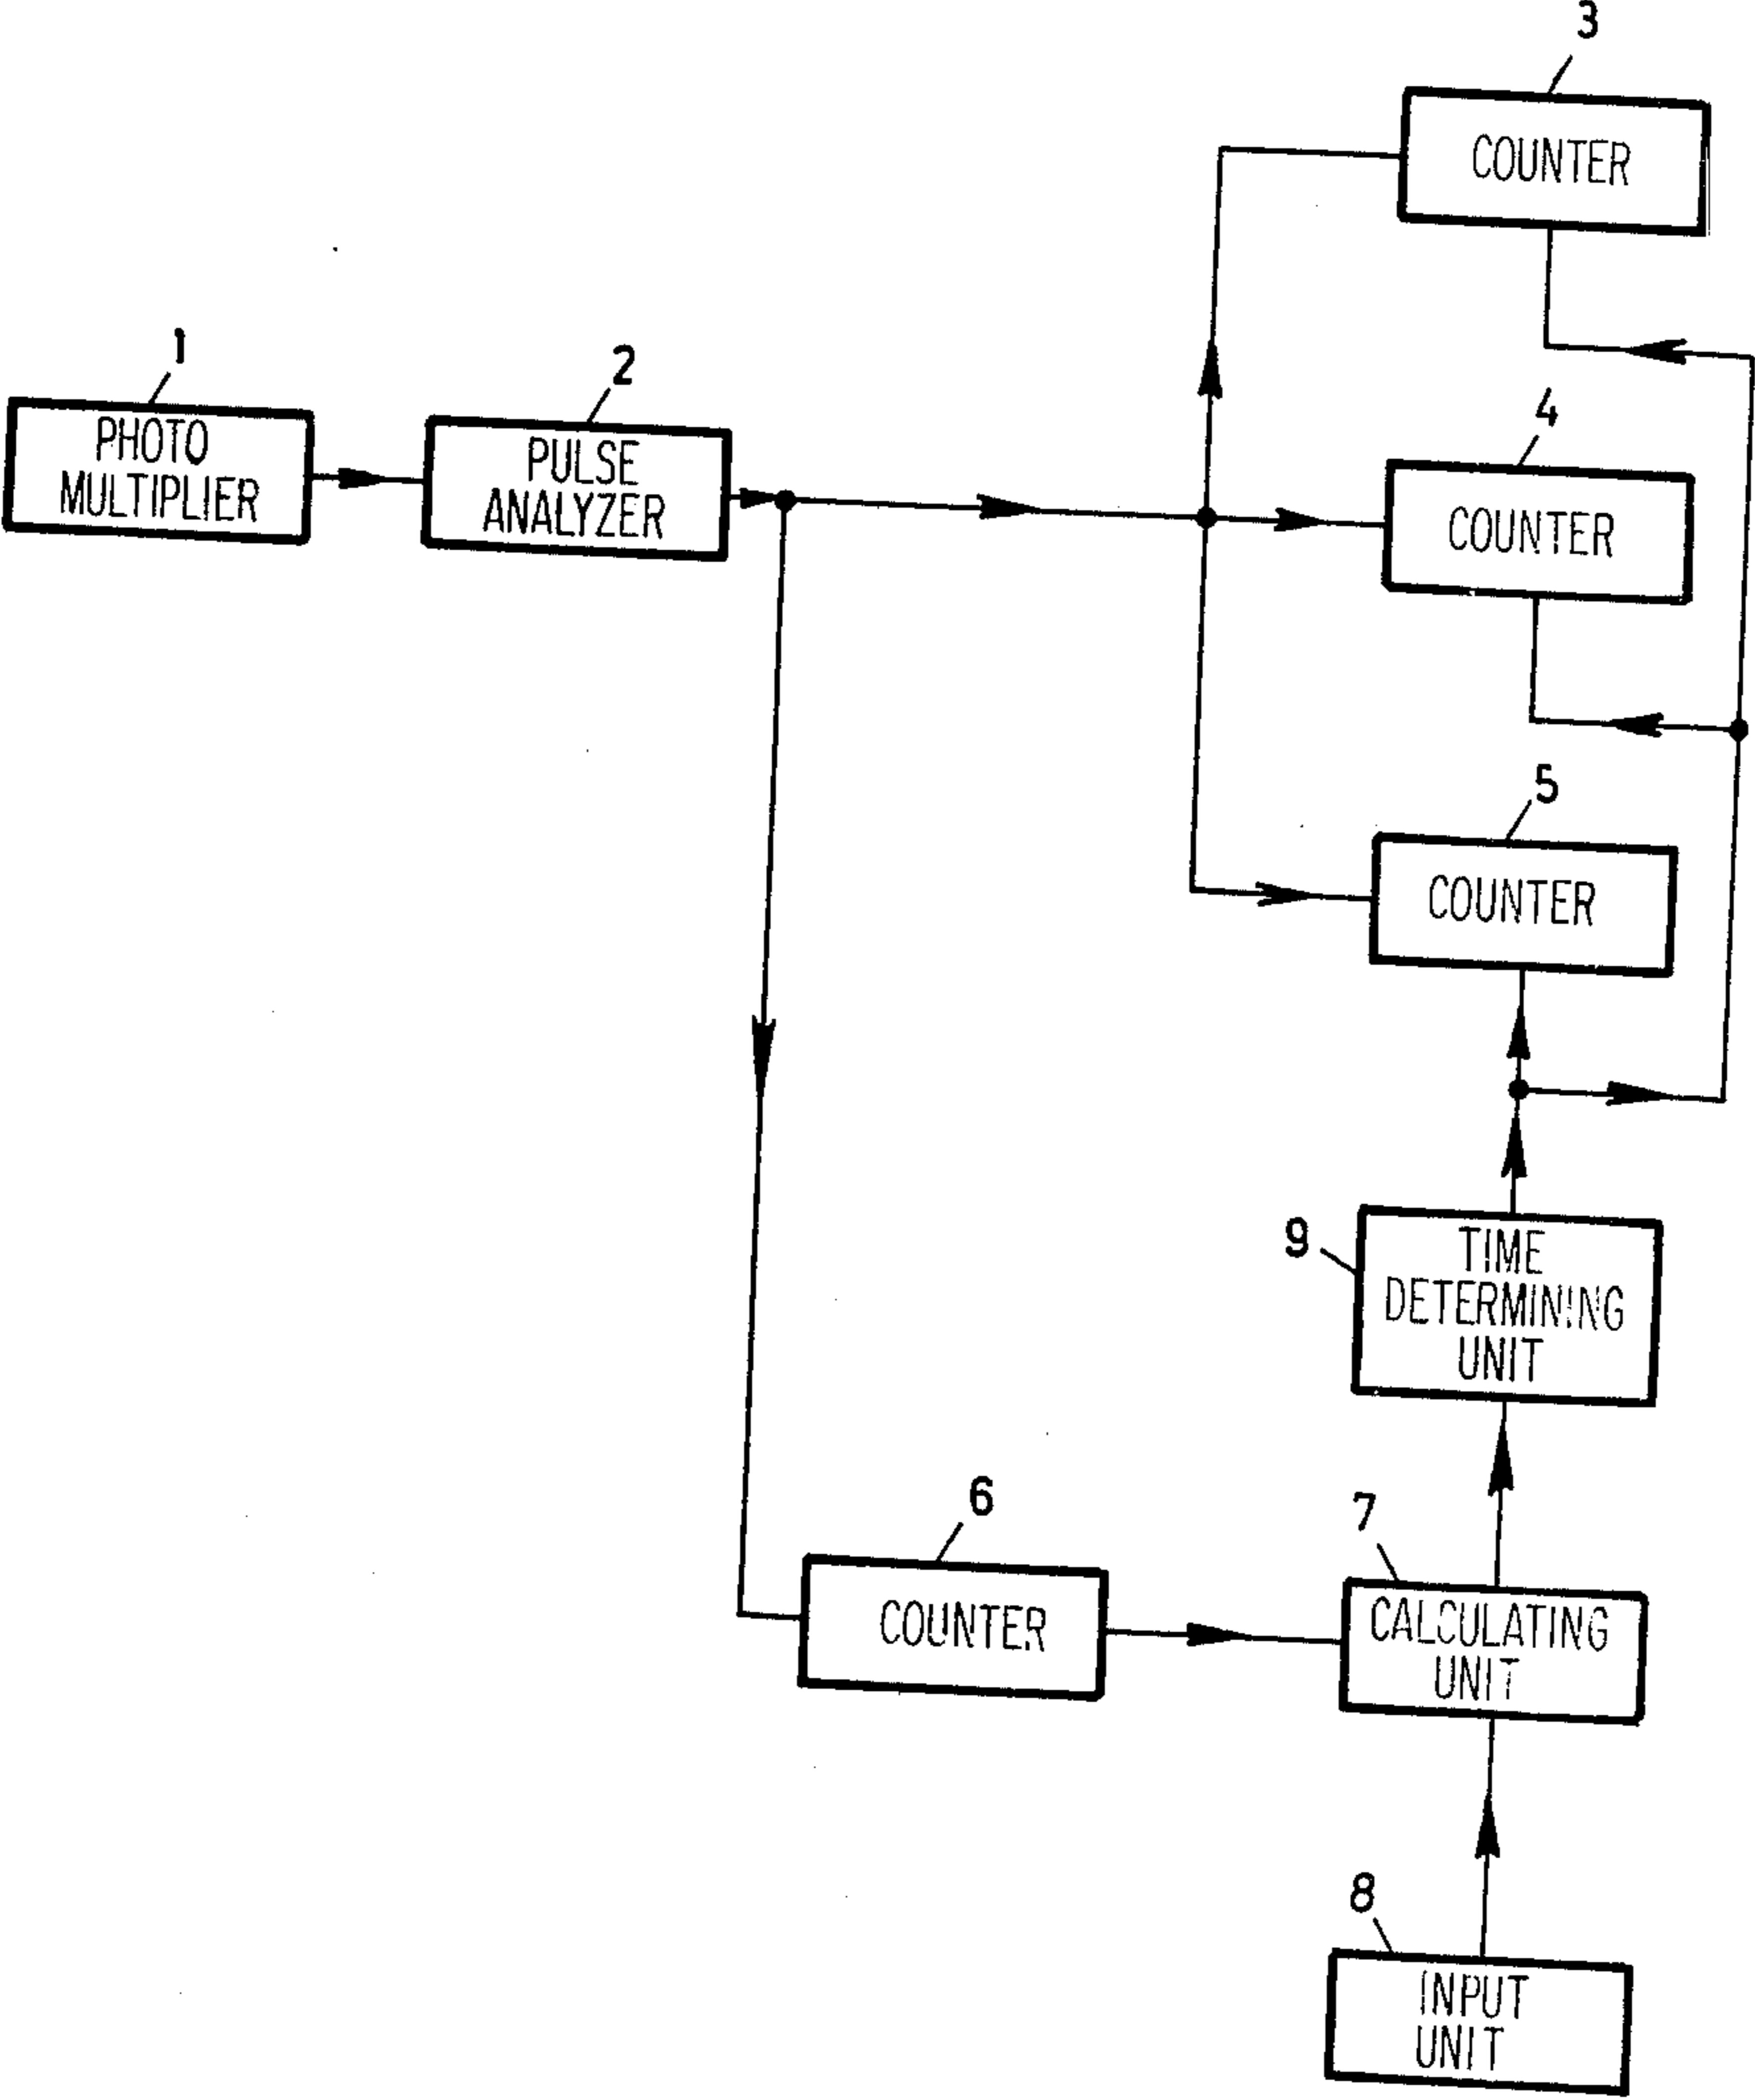 3
COUNTER
1
PHOTO
MULTIPLIER
2
PULSE
ANALYZER
4
COUNTER
5
COUNTER
9
TIME
DETERMINING
UNIT
6
COUNTER
7
CALCULATING
UNIT
8
INPUT
UNIT